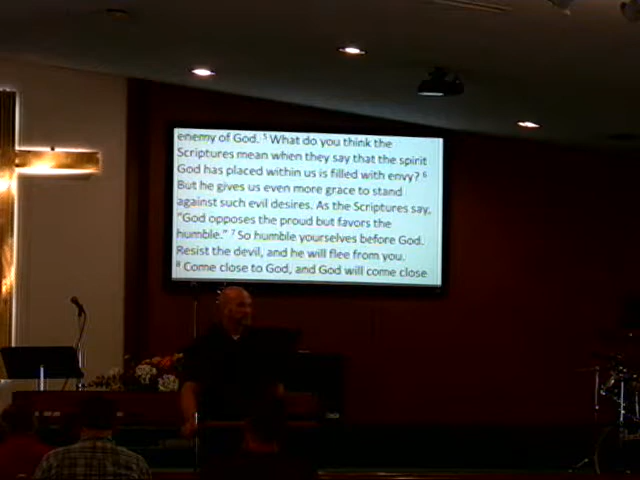 enemy of God. ⁵ What do you think the
Scriptures mean when they say that the spirit
God has placed within us is filled with envy? ⁶
But he gives us even more grace to stand
against such evil desires. As the Scriptures say,
"God opposes the proud but favors the
humble." ⁷ So humble yourselves before God.
Resist the devil, and he will flee from you.
⁸ Come close to God, and God will come close